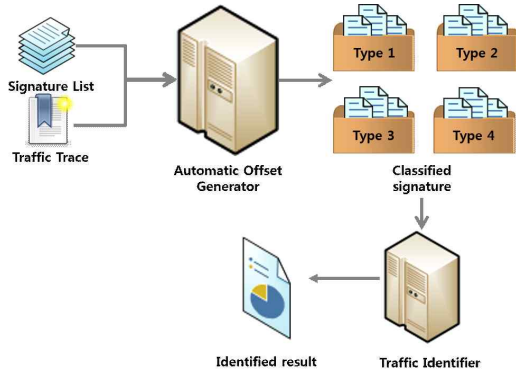 Signature List
Traffic Trace
Automatic Offset
Generator
Type 1
Type 2
Type 3
Type 4
Classified
signature
Identified result
Traffic Identifier